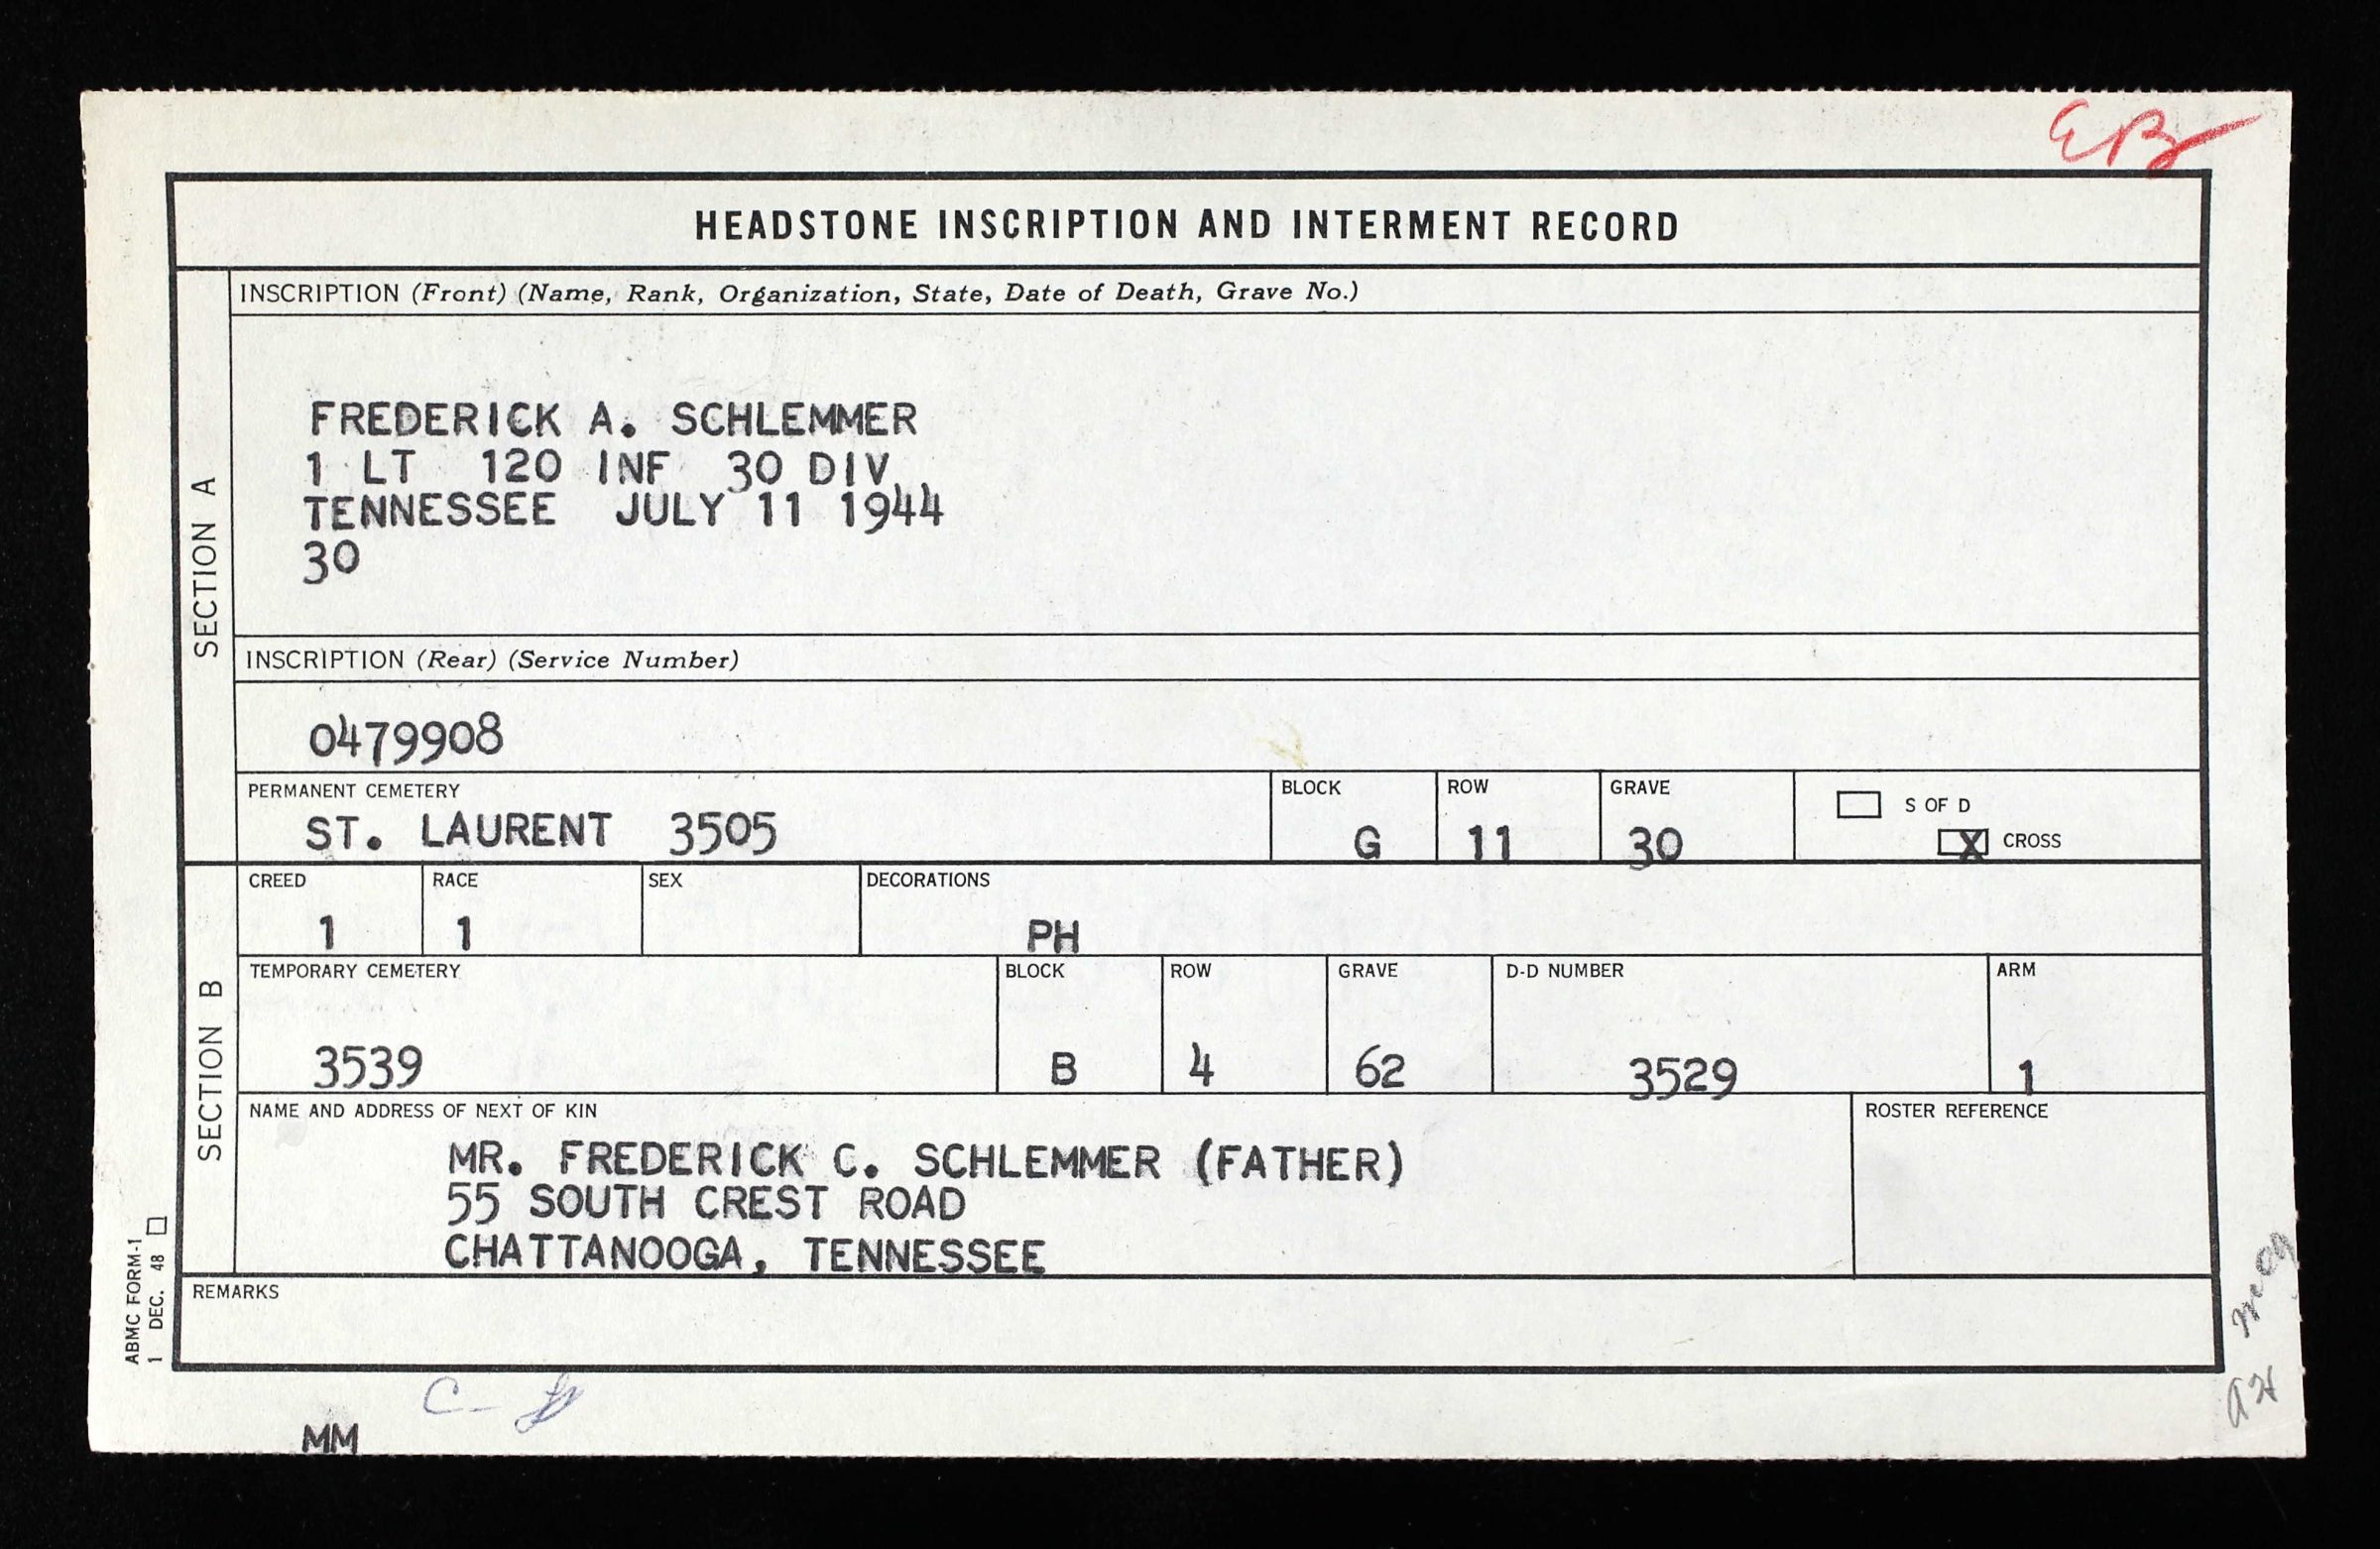 EB
HEADSTONE INSCRIPTION AND INTERMENT RECORD
SECTION A
INSCRIPTION (Front) (Name, Rank, Organization, State, Date of Death, Grave No.)
FREDERICK A. SCHLEMMER
1 LT 120 INF 30 DIV
TENNESSEE JULY 11 1944
30
INSCRIPTION (Rear) (Service Number)
0479908
PERMANENT CEMETERY BLOCK ROW GRAVE S OF D
ST. LAURENT 3505 G 11 30 X CROSS
SECTION B
CREED RACE SEX DECORATIONS
1 1 PH
TEMPORARY CEMETERY BLOCK ROW GRAVE D-D NUMBER ARM
3539 B 4 62 3529 1
NAME AND ADDRESS OF NEXT OF KIN ROSTER REFERENCE
MR. FREDERICK C. SCHLEMMER (FATHER)
55 SOUTH CREST ROAD
CHATTANOOGA, TENNESSEE
REMARKS
ABMC FORM-1
1 DEC. 48
MM